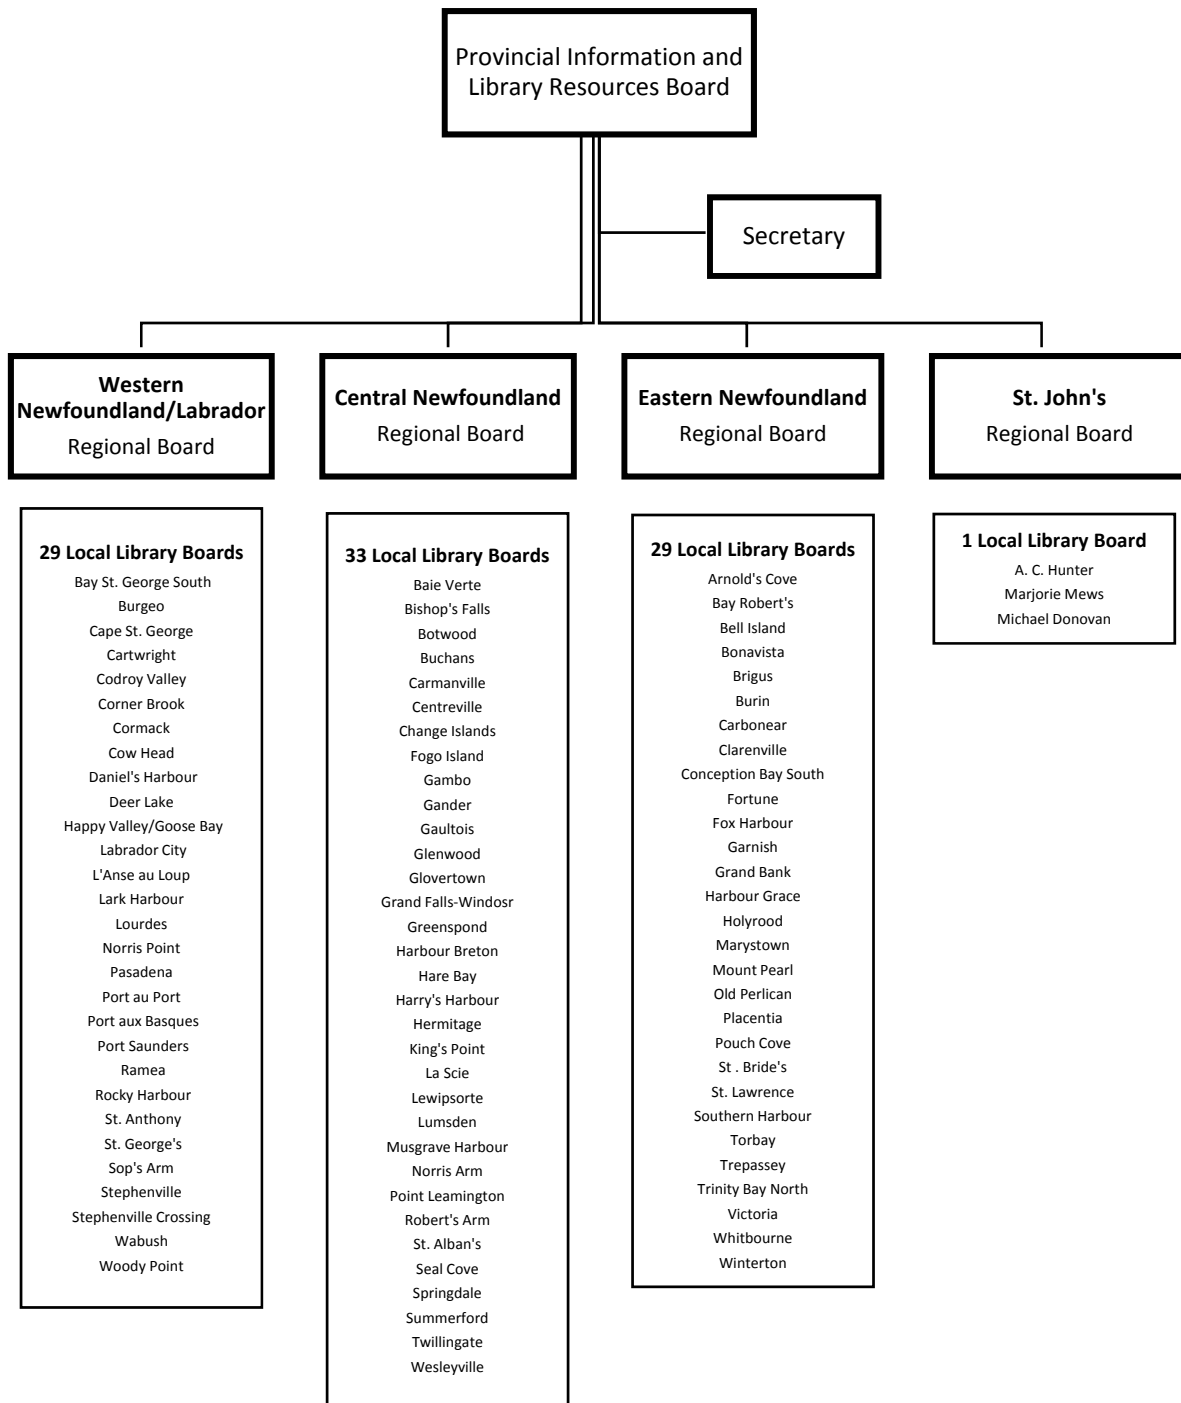 Provincial Information and
Library Resources Board
Secretary
Western
Newfoundland/Labrador
Regional Board
Central Newfoundland
Regional Board
Eastern Newfoundland
Regional Board
St. John's
Regional Board
29 Local Library Boards
Bay St. George South
Burgeo
Cape St. George
Cartwright
Codroy Valley
Corner Brook
Cormack
Cow Head
Daniel's Harbour
Deer Lake
Happy Valley/Goose Bay
Labrador City
L'Anse au Loup
Lark Harbour
Lourdes
Norris Point
Pasadena
Port au Port
Port aux Basques
Port Saunders
Ramea
Rocky Harbour
St. Anthony
St. George's
Sop's Arm
Stephenville
Stephenville Crossing
Wabush
Woody Point
33 Local Library Boards
Baie Verte
Bishop's Falls
Botwood
Buchans
Carmanville
Centreville
Change Islands
Fogo Island
Gambo
Gander
Gaultois
Glenwood
Glovertown
Grand Falls-Windosr
Greenspond
Harbour Breton
Hare Bay
Harry's Harbour
Hermitage
King's Point
La Scie
Lewipsorte
Lumsden
Musgrave Harbour
Norris Arm
Point Leamington
Robert's Arm
St. Alban's
Seal Cove
Springdale
Summerford
Twillingate
Wesleyville
29 Local Library Boards
Arnold's Cove
Bay Robert's
Bell Island
Bonavista
Brigus
Burin
Carbonear
Clarenville
Conception Bay South
Fortune
Fox Harbour
Garnish
Grand Bank
Harbour Grace
Holyrood
Marystown
Mount Pearl
Old Perlican
Placentia
Pouch Cove
St . Bride's
St. Lawrence
Southern Harbour
Torbay
Trepassey
Trinity Bay North
Victoria
Whitbourne
Winterton
1 Local Library Board
A. C. Hunter
Marjorie Mews
Michael Donovan